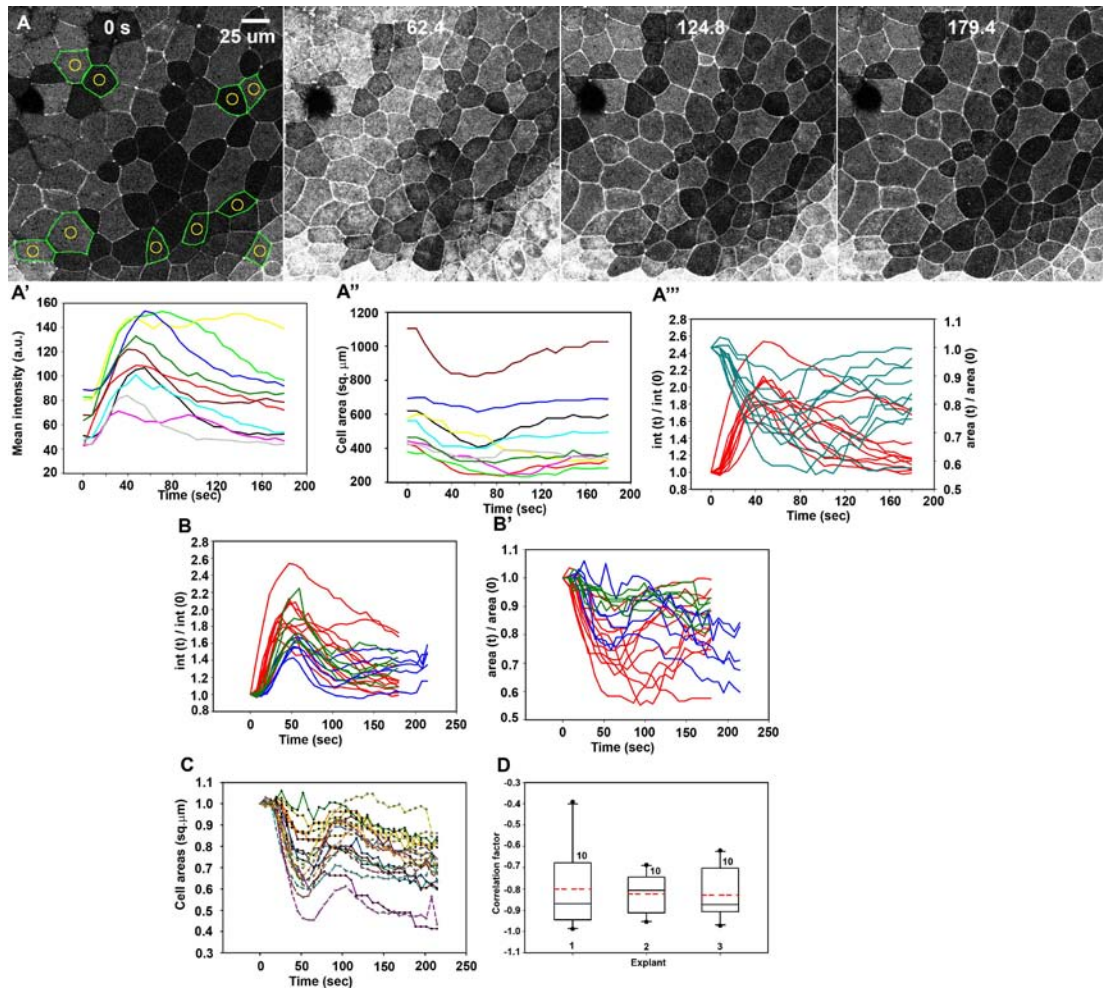 A
0 s
25 um
62.4
124.8
179.4
A'
Mean intensity (a.u.)
160
140
120
100
80
60
40
20
0 40 80 120 160 200
Time (sec)
A''
Cell area (sq. µm)
1200
1000
800
600
400
200
0 40 80 120 160 200
Time (sec)
A'''
int (t) / int (0)
2.8
2.6
2.4
2.2
2.0
1.8
1.6
1.4
1.2
1.0
0.8
1.1
1.0
0.9
0.8
0.7
0.6
0.5
area (t) / area (0)
0 20 40 60 80 120 160 200
Time (sec)
B
int (t) / int (0)
2.8
2.6
2.4
2.2
2.0
1.8
1.6
1.4
1.2
1.0
0.8
0 50 100 150 200 250
Time (sec)
B'
area (t) / area (0)
1.1
1.0
0.9
0.8
0.7
0.6
0.5
0 50 100 150 200 250
Time (sec)
C
Cell areas (sq.µm)
1.1
1.0
0.9
0.8
0.7
0.6
0.5
0.4
0.3
0 50 100 150 200 250
Time (sec)
D
Correlation factor
-0.3
-0.4
-0.5
-0.6
-0.7
-0.8
-0.9
-1.0
-1.1
10
10
10
1 2 3
Explant